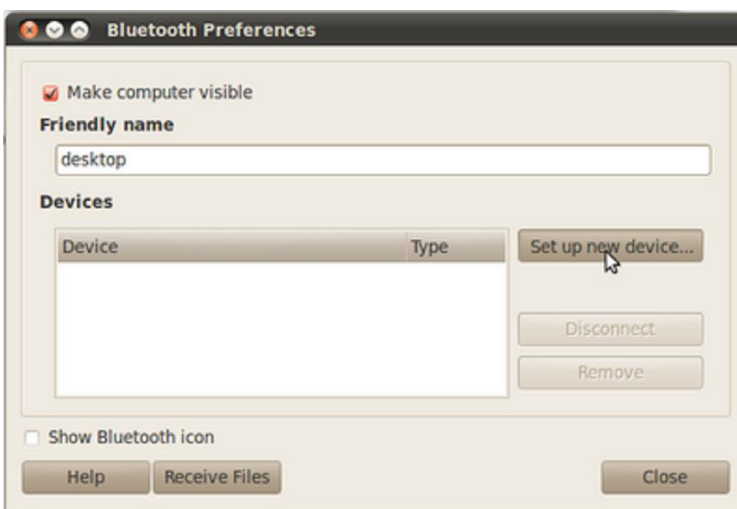 Bluetooth Preferences
Make computer visible
Friendly name
desktop
Devices
Device Type
Set up new device...
Disconnect
Remove
Show Bluetooth icon
Help Receive Files Close